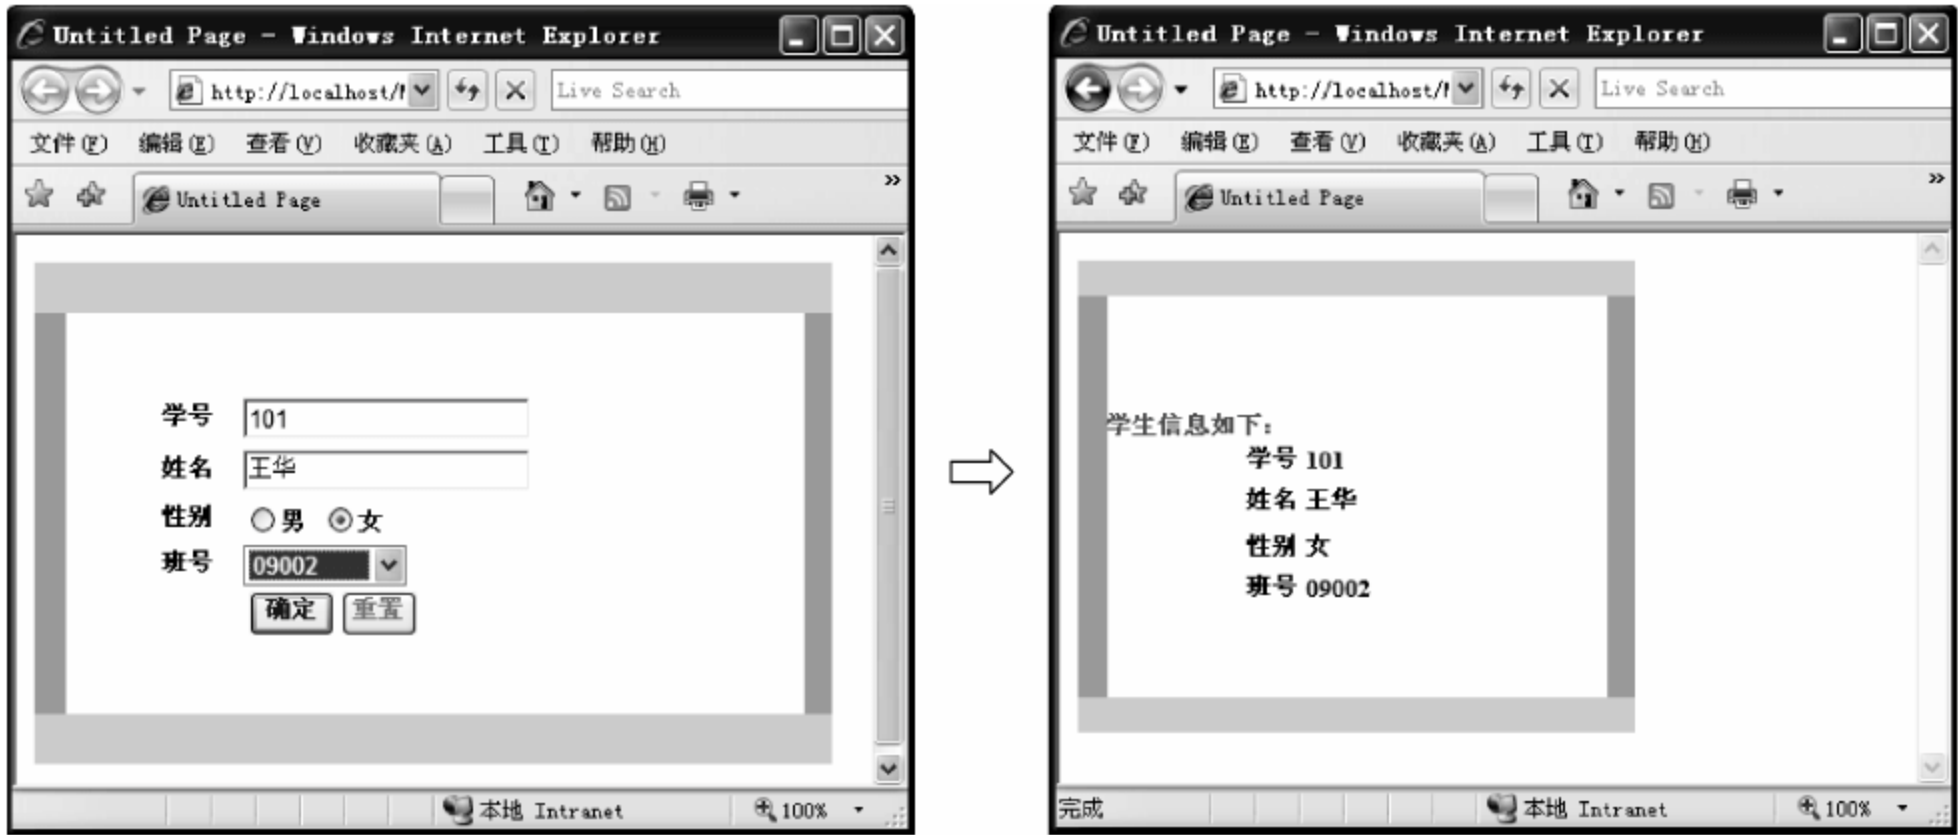 Untitled Page - Windows Internet Explorer
http://localhost/
Live Search
文件(F) 编辑(E) 查看(V) 收藏夹(A) 工具(T) 帮助(H)
Untitled Page
»
学号 101
姓名 王华
性别 男 女
班号 09002
确定 重置
本地 Intranet 100%
Untitled Page - Windows Internet Explorer
http://localhost/
Live Search
文件(F) 编辑(E) 查看(V) 收藏夹(A) 工具(T) 帮助(H)
Untitled Page
»
学生信息如下:
学号 101
姓名 王华
性别 女
班号 09002
完成 本地 Intranet 100%